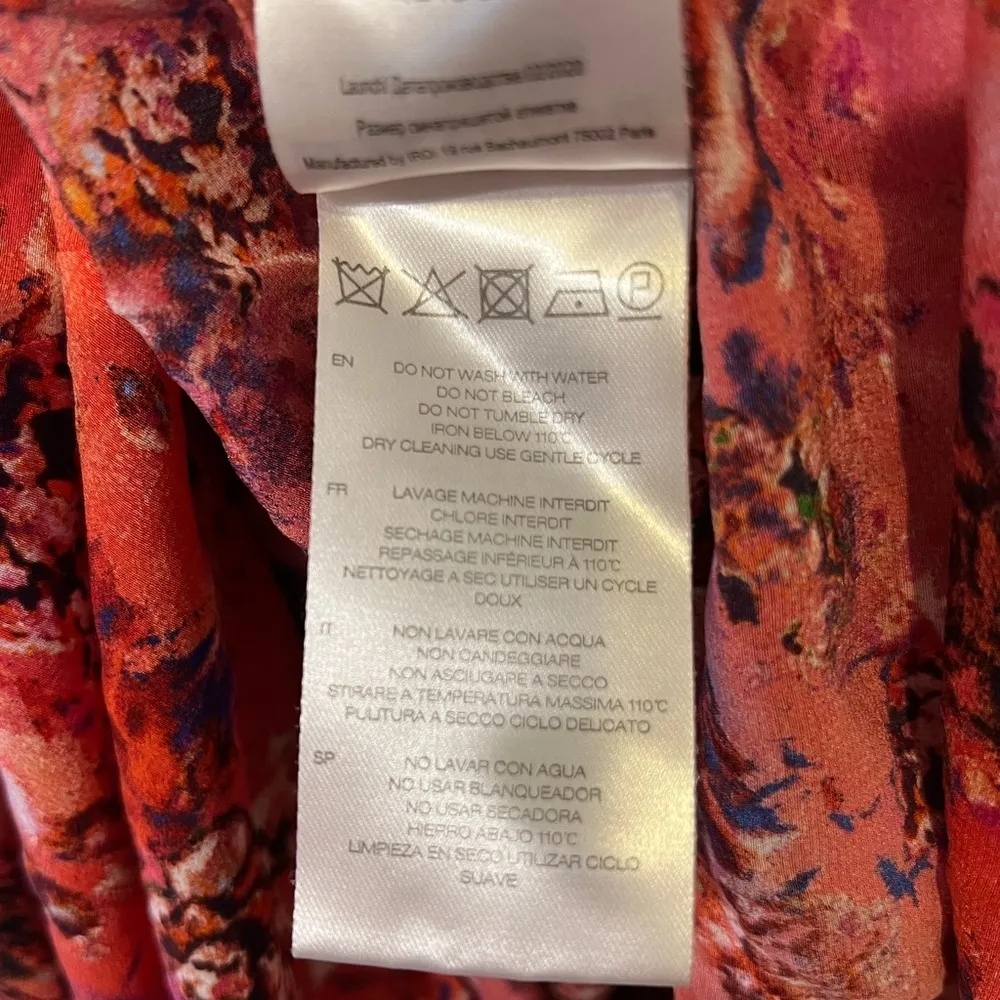 Размер
Manufactured by IRO: 19 rue Bachaumont 75002 Paris
P
EN
DO NOT WASH WITH WATER
DO NOT BLEACH
DO NOT TUMBLE DRY
IRON BELOW 110°C
DRY CLEANING USE GENTLE CYCLE
FR
LAVAGE MACHINE INTERDIT
CHLORE INTERDIT
SECHAGE MACHINE INTERDIT
REPASSAGE INFÉRIEUR À 110°C
NETTOYAGE A SEC UTILISER UN CYCLE
DOUX
IT
NON LAVARE CON ACQUA
NON CANDEGGIARE
NON ASCIUGARE A SECCO
STIRARE A TEMPERATURA MASSIMA 110°C
PULITURA A SECCO CICLO DELICATO
SP
NO LAVAR CON AGUA
NO USAR BLANQUEADOR
NO USAR SECADORA
HIERRO ABAJO 110°C
LIMPIEZA EN SECO UTILIZAR CICLO
SUAVE